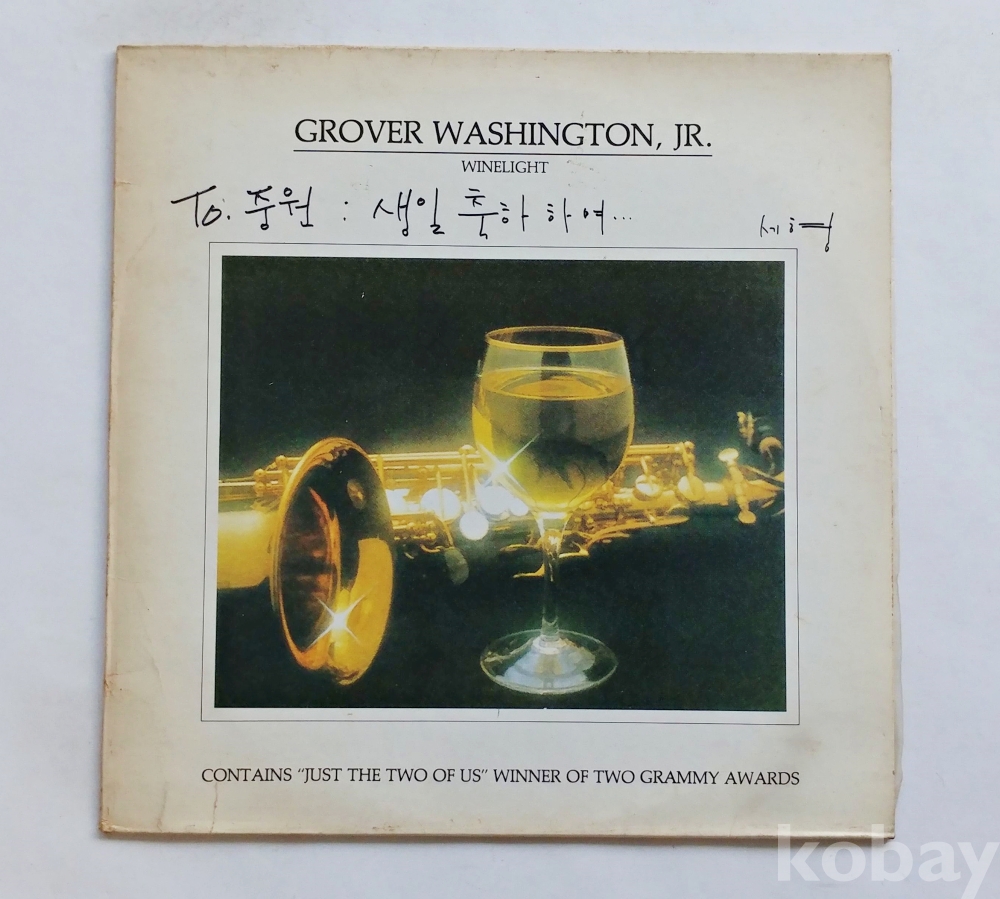 GROVER WASHINGTON, JR.
WINELIGHT
To.중원 : 생일 축하 하여...
세혁
CONTAINS "JUST THE TWO OF US" WINNER OF TWO GRAMMY AWARDS
kobay